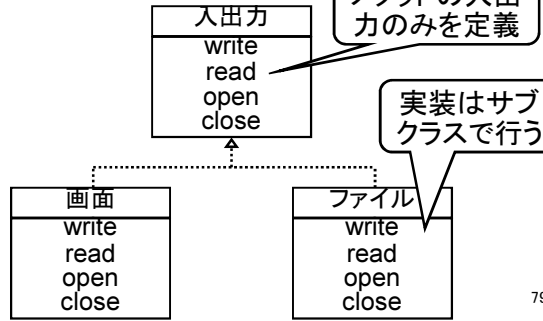 力のみを定義
入出力
write
read
open
close
実装はサブ
クラスで行う
画面
write
read
open
close
ファイル
write
read
open
close
79